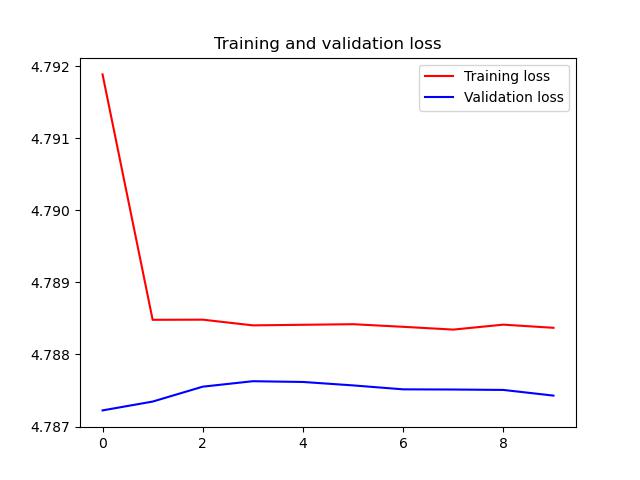 Training and validation loss
4.792
4.791
4.790
4.789
4.788
4.787
Training loss
Validation loss
0 2 4 6 8